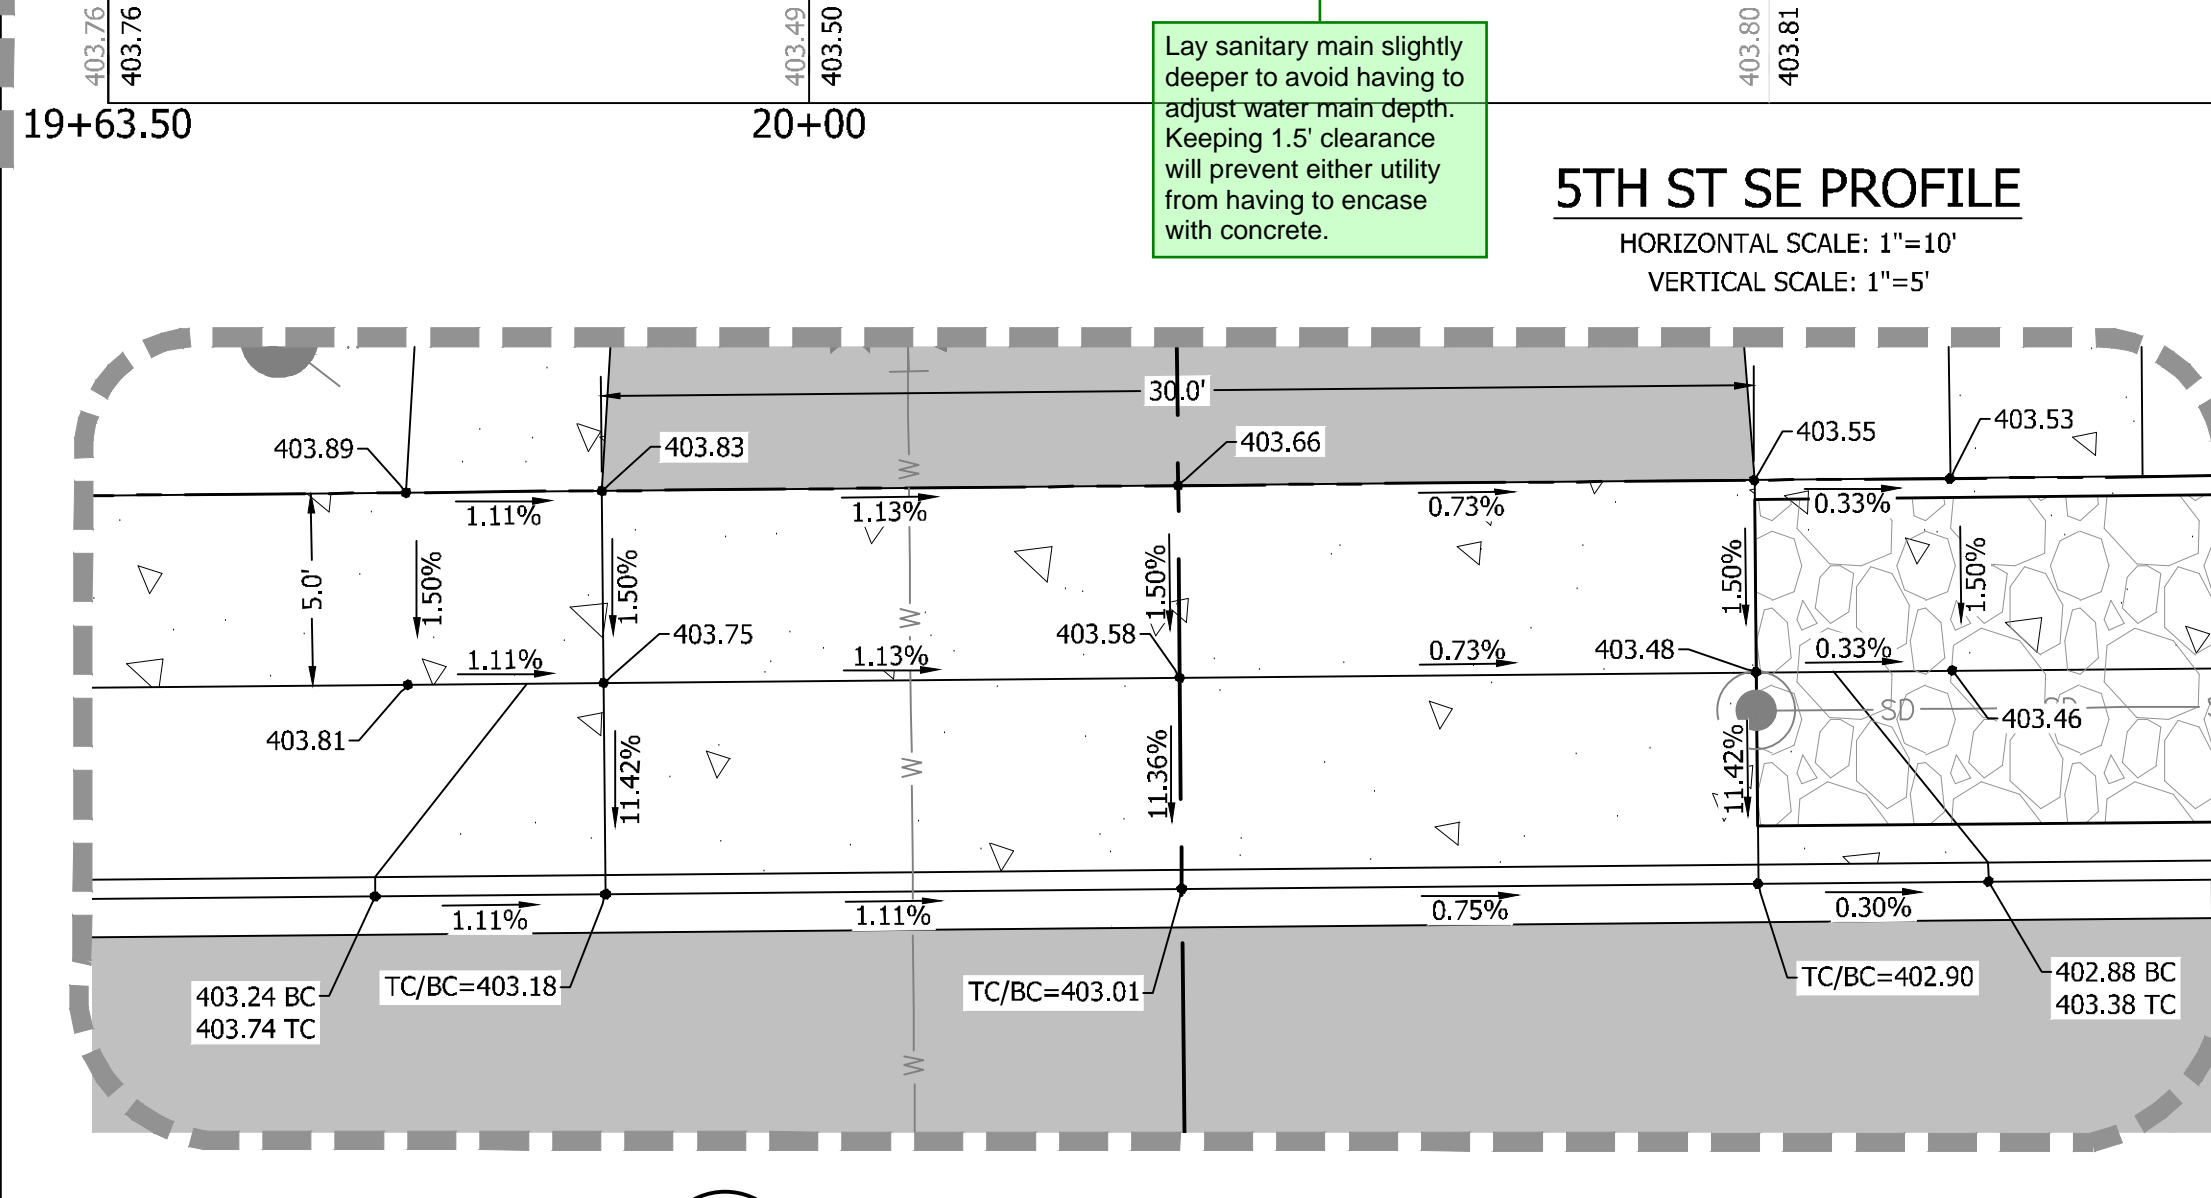 403.76
403.76
403.49
403.50
403.80
403.81
19+63.50
20+00
Lay sanitary main slightly
deeper to avoid having to
adjust water main depth.
Keeping 1.5' clearance
will prevent either utility
from having to encase
with concrete.
5TH ST SE PROFILE
HORIZONTAL SCALE: 1"=10'
VERTICAL SCALE: 1"=5'
30.0'
403.89
403.83
403.66
403.55
403.53
W
1.11%
1.13%
0.73%
0.33%
5.0'
1.50%
1.50%
1.50%
1.50%
1.50%
W
403.75
403.58
403.48
1.11%
1.13%
0.73%
0.33%
403.81
SD
403.46
11.42%
W
11.36%
11.42%
1.11%
1.11%
0.75%
0.30%
403.24 BC
403.74 TC
TC/BC=403.18
TC/BC=403.01
TC/BC=402.90
402.88 BC
403.38 TC
W